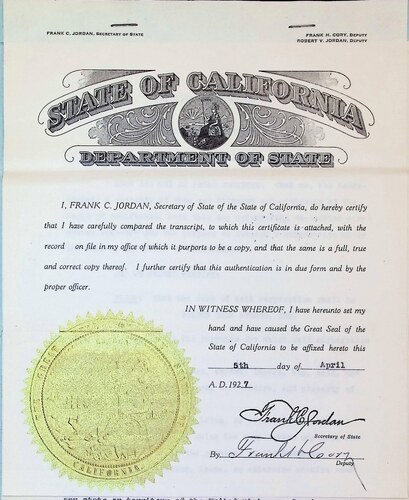 FRANK C. JORDAN, SECRETARY OF STATE
FRANK H. CORY, DEPUTY
ROBERT V. JORDAN, DEPUTY
STATE OF CALIFORNIA
DEPARTMENT OF STATE
I, FRANK C. JORDAN, Secretary of State of the State of California, do hereby certify
that I have carefully compared the transcript, to which this certificate is attached, with the
record on file in my office of which it purports to be a copy, and that the same is a full, true
and correct copy thereof. I further certify that this authentication is in due form and by the
proper officer.
IN WITNESS WHEREOF, I have hereunto set my
hand and have caused the Great Seal of the
State of California to be affixed hereto this
5th day of April
A. D. 1927
Frank C. Jordan
Secretary of State
By Frank H Cory
Deputy
CALIFORNIA